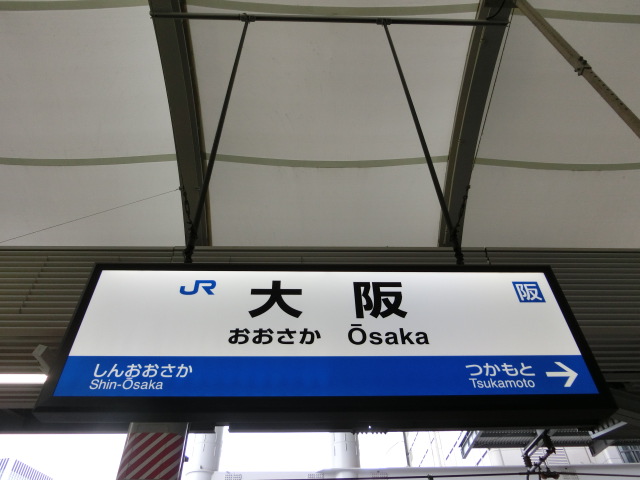 JR 大阪 阪
おおさか Ōsaka
しんおおさか つかもと
Shin-Ōsaka Tsukamoto